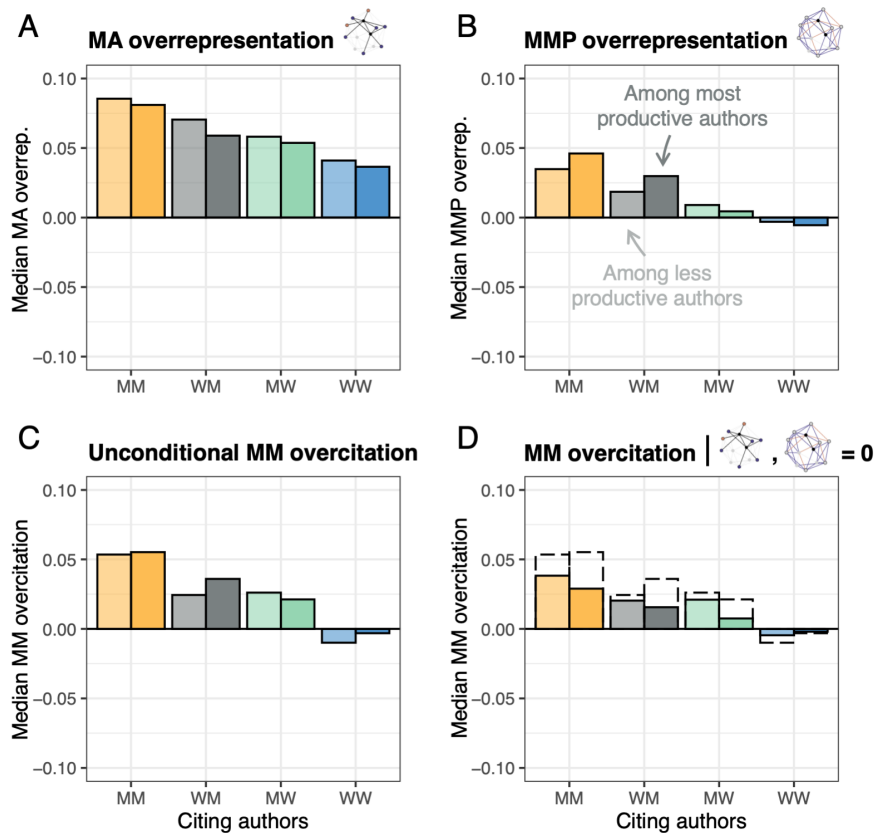 A
MA overrepresentation
0.10
0.05
0.00
−0.05
−0.10
Median MA overrep.
MM WM MW WW
B
MMP overrepresentation
0.10
0.05
0.00
−0.05
−0.10
Median MMP overrep.
Among most
productive authors
Among less
productive authors
MM WM MW WW
C
Unconditional MM overcitation
0.10
0.05
0.00
−0.05
−0.10
Median MM overcitation
MM WM MW WW
Citing authors
D
MM overcitation | , = 0
0.10
0.05
0.00
−0.05
−0.10
Median MM overcitation
MM WM MW WW
Citing authors